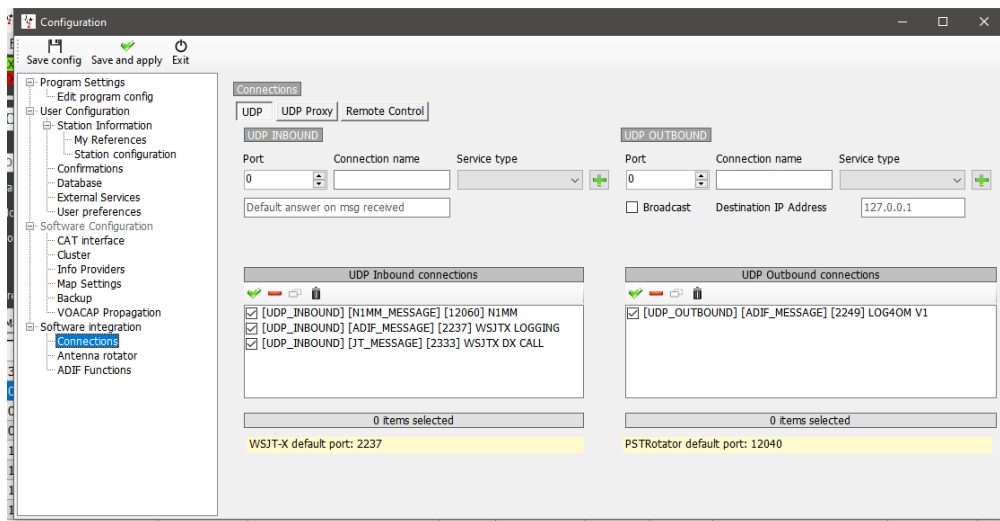 Configuration
Save config Save and apply Exit
Program Settings
Edit program config
User Configuration
Station Information
My References
Station configuration
Confirmations
Database
External Services
User preferences
Software Configuration
CAT interface
Cluster
Info Providers
Map Settings
Backup
VOACAP Propagation
Software integration
Connections
Antenna rotator
ADIF Functions
Connections
UDP UDP Proxy Remote Control
UDP INBOUND
Port Connection name Service type
0
Default answer on msg received
UDP Inbound connections
[UDP_INBOUND] [N1MM_MESSAGE] [12060] N1MM
[UDP_INBOUND] [ADIF_MESSAGE] [2237] WSJTX LOGGING
[UDP_INBOUND] [JT_MESSAGE] [2333] WSJTX DX CALL
0 items selected
WSJT-X default port: 2237
UDP OUTBOUND
Port Connection name Service type
0
Broadcast Destination IP Address 127.0.0.1
UDP Outbound connections
[UDP_OUTBOUND] [ADIF_MESSAGE] [2249] LOG4OM V1
0 items selected
PSTRotator default port: 12040